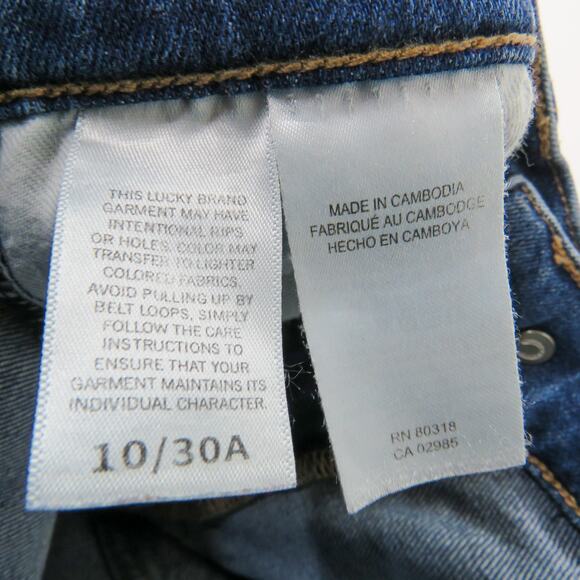 THIS LUCKY BRAND
GARMENT MAY HAVE
INTENTIONAL RIPS
OR HOLES. COLOR MAY
TRANSFER TO LIGHTER
COLORED FABRICS.
AVOID PULLING UP BY
BELT LOOPS, SIMPLY
FOLLOW THE CARE
INSTRUCTIONS TO
ENSURE THAT YOUR
GARMENT MAINTAINS ITS
INDIVIDUAL CHARACTER.
10/30A
MADE IN CAMBODIA
FABRIQUÉ AU CAMBODGE
HECHO EN CAMBOYA
RN 80318
CA 02985